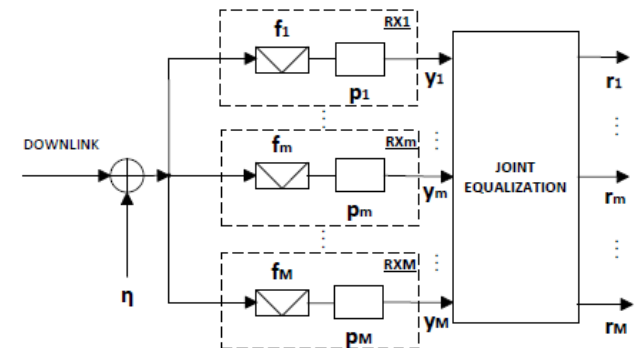 f1
RX1
p1
y1
r1
DOWNLINK
fm
RXm
pm
ym
JOINT
EQUALIZATION
rm
η
fM
RXM
pM
yM
rM